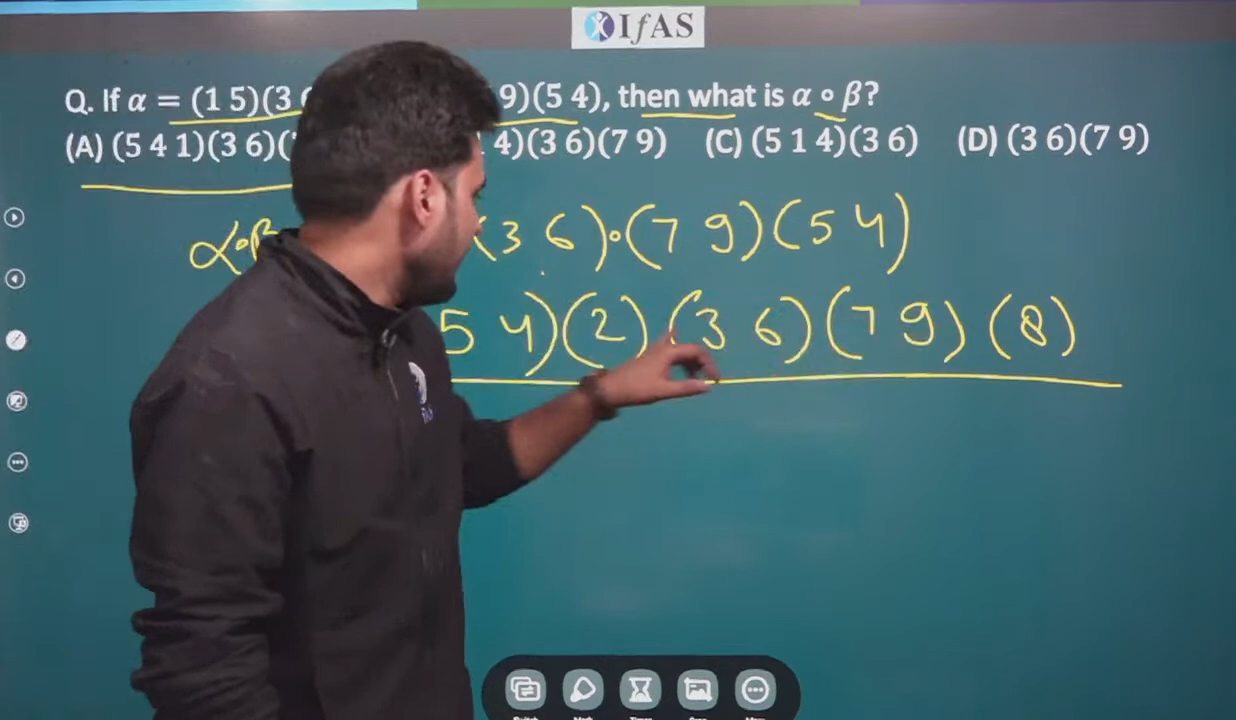 IfAS
Q. If α = (1 5)(3 9)(5 4), then what is α ∘ β?
(A) (5 4 1)(3 6)( 4)(3 6)(7 9) (C) (5 1 4)(3 6) (D) (3 6)(7 9)
α∘β (3 6)∘(7 9)(5 4)
5 4)(2)(3 6)(7 9)(8)